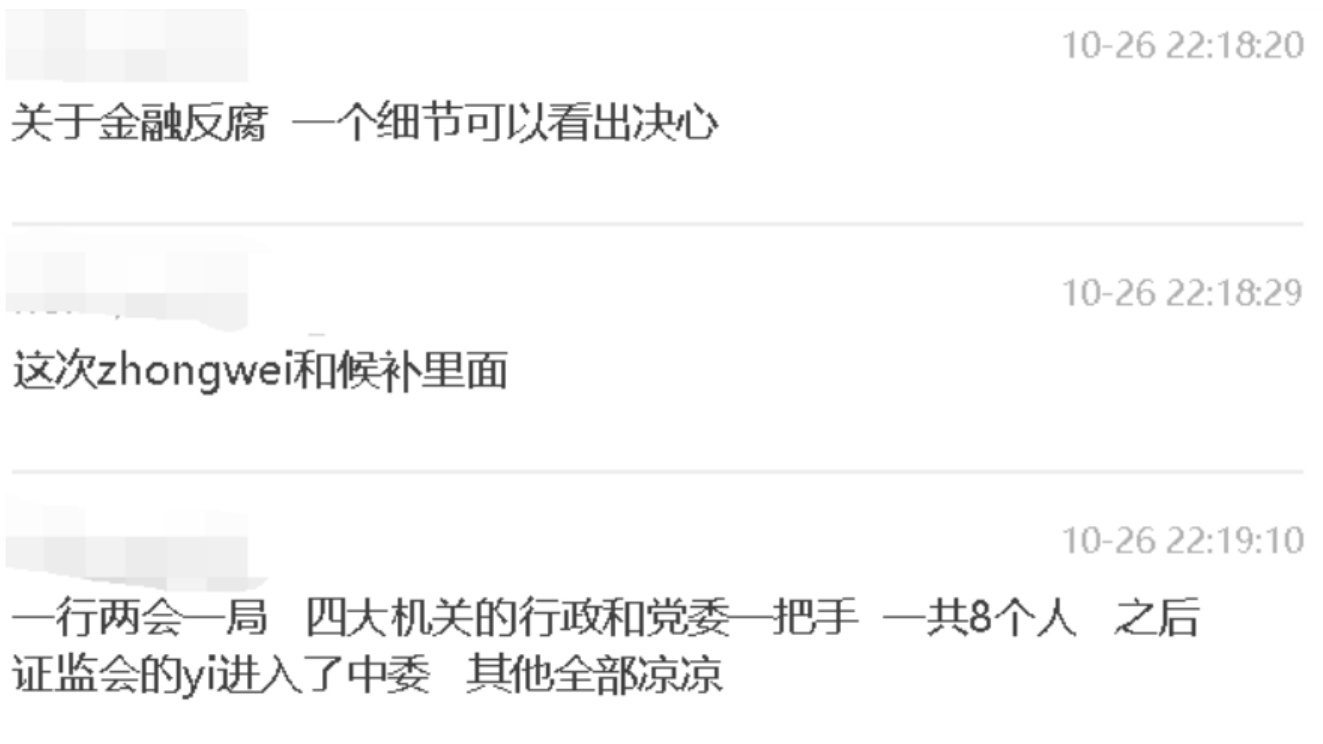 10-26 22:18:20
关于金融反腐 一个细节可以看出决心
10-26 22:18:29
这次zhongwei和候补里面
10-26 22:19:10
一行两会一局 四大机关的行政和党委一把手 一共8个人 之后
证监会的yi进入了中委 其他全部凉凉